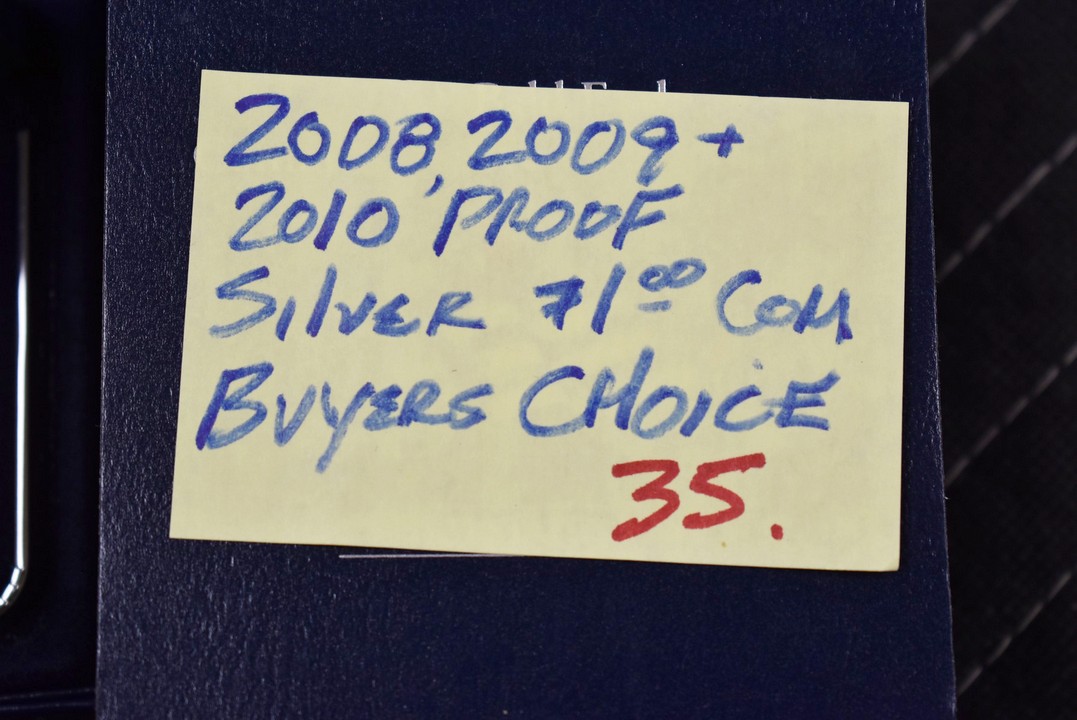 2008, 2009 +
2010 PROOF
SILVER $1.00 COM
BUYERS CHOICE
35.